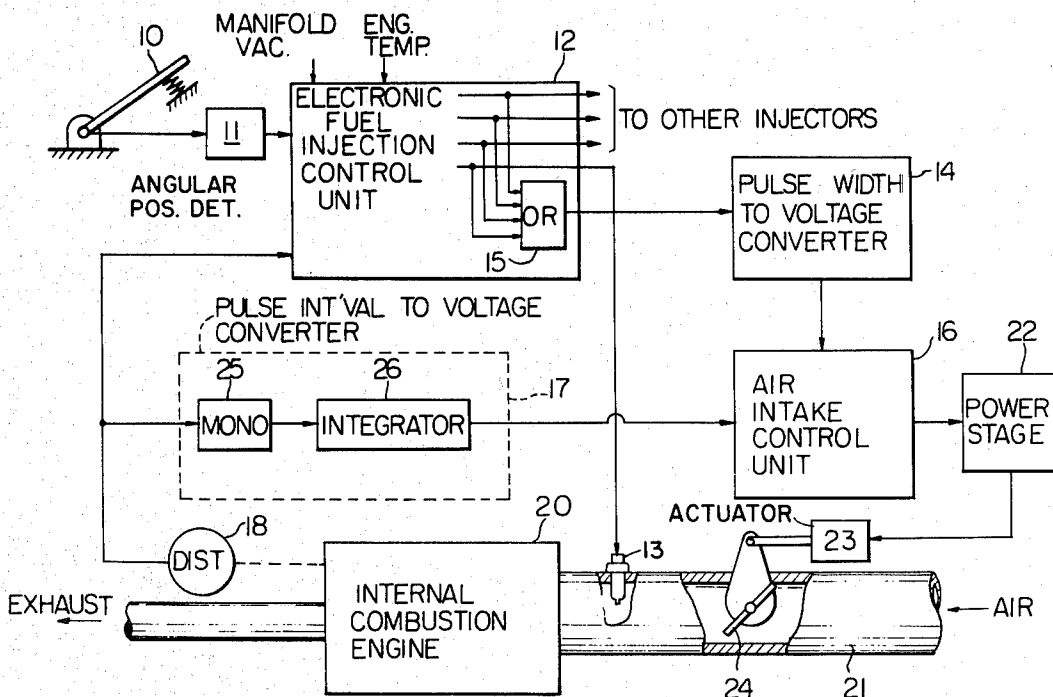 MANIFOLD
VAC.
ENG.
TEMP.
10
12
11
ANGULAR
POS. DET.
ELECTRONIC
FUEL
INJECTION
CONTROL
UNIT
TO OTHER INJECTORS
OR
15
PULSE WIDTH
TO VOLTAGE
CONVERTER
14
PULSE INT'VAL TO VOLTAGE
CONVERTER
25
26
17
MONO
INTEGRATOR
16
AIR
INTAKE
CONTROL
UNIT
22
POWER
STAGE
18
DIST
20
13
ACTUATOR
23
EXHAUST
INTERNAL
COMBUSTION
ENGINE
AIR
24
21